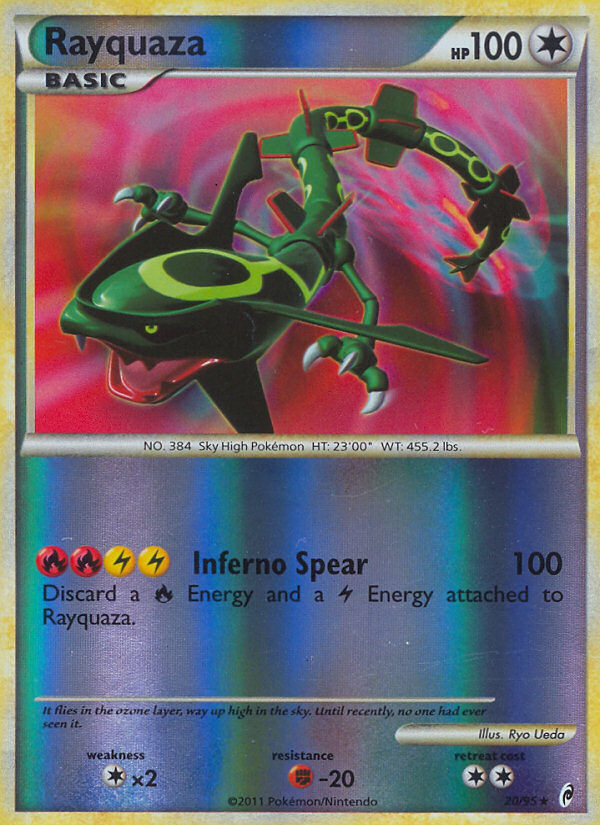 Rayquaza
HP100
BASIC
NO. 384 Sky High Pokémon HT: 23'00" WT: 455.2 lbs.
Inferno Spear 100
Discard a Energy and a Energy attached to
Rayquaza.
It flies in the ozone layer, way up high in the sky. Until recently, no one had ever
seen it.
Illus. Ryo Ueda
weakness resistance retreat cost
×2 -20
©2011 Pokémon/Nintendo 20/95★